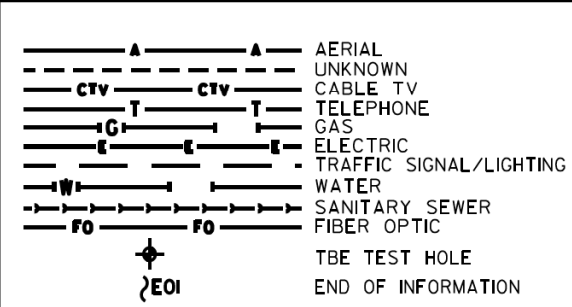 A A AERIAL
UNKNOWN
CTV CTV CABLE TV
T T TELEPHONE
G GAS
E E E ELECTRIC
TRAFFIC SIGNAL/LIGHTING
W WATER
SANITARY SEWER
FO FO FIBER OPTIC
TBE TEST HOLE
EOI END OF INFORMATION